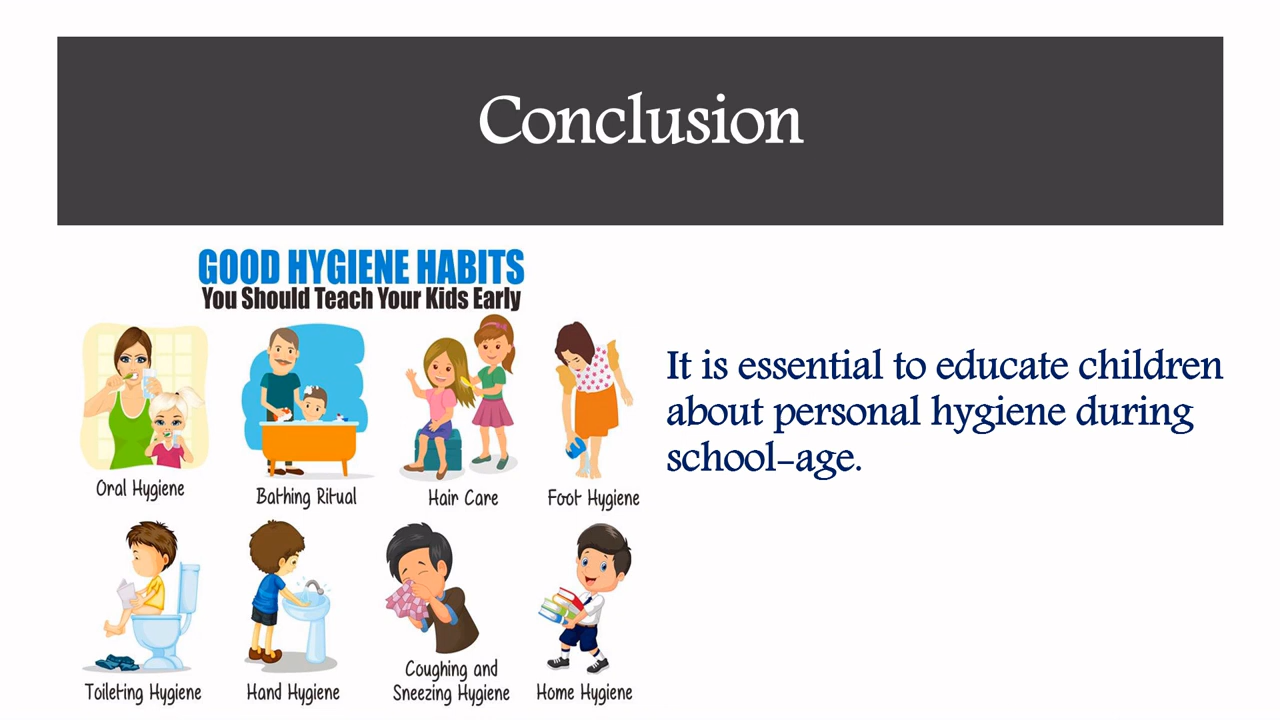 Conclusion
GOOD HYGIENE HABITS
You Should Teach Your Kids Early
Oral Hygiene
Bathing Ritual
Hair Care
Foot Hygiene
Toileting Hygiene
Hand Hygiene
Coughing and
Sneezing Hygiene
Home Hygiene
It is essential to educate children
about personal hygiene during
school-age.